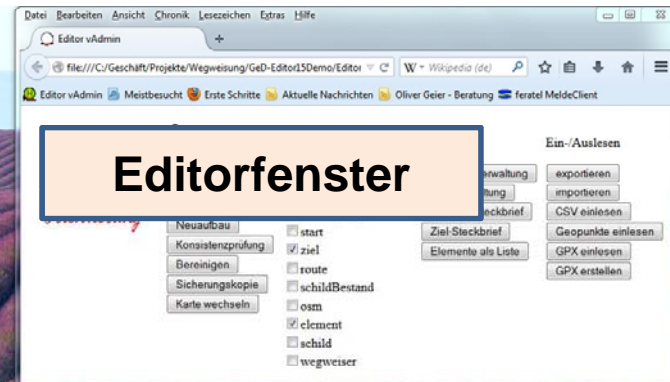 Datei Bearbeiten Ansicht Chronik Lesezeichen Extras Hilfe
Editor vAdmin
file:///C:/Geschäft/Projekte/Wegweisung/GeD-Editor15Demo/Editor
Wikipedia (de)
Editor vAdmin Meistbesucht Erste Schritte Aktuelle Nachrichten Oliver Geier - Beratung feratel MeldeClient
Ein-/Auslesen
Editorfenster
exportieren
importieren
CSV einlesen
Neuaufbau start Ziel-Steckbrief Geopunkte einlesen
Konsistenzprüfung ziel Elemente als Liste GPX einlesen
Bereinigen route GPX erstellen
Sicherungskopie schildBestand
Karte wechseln osm
element
schild
wegweiser